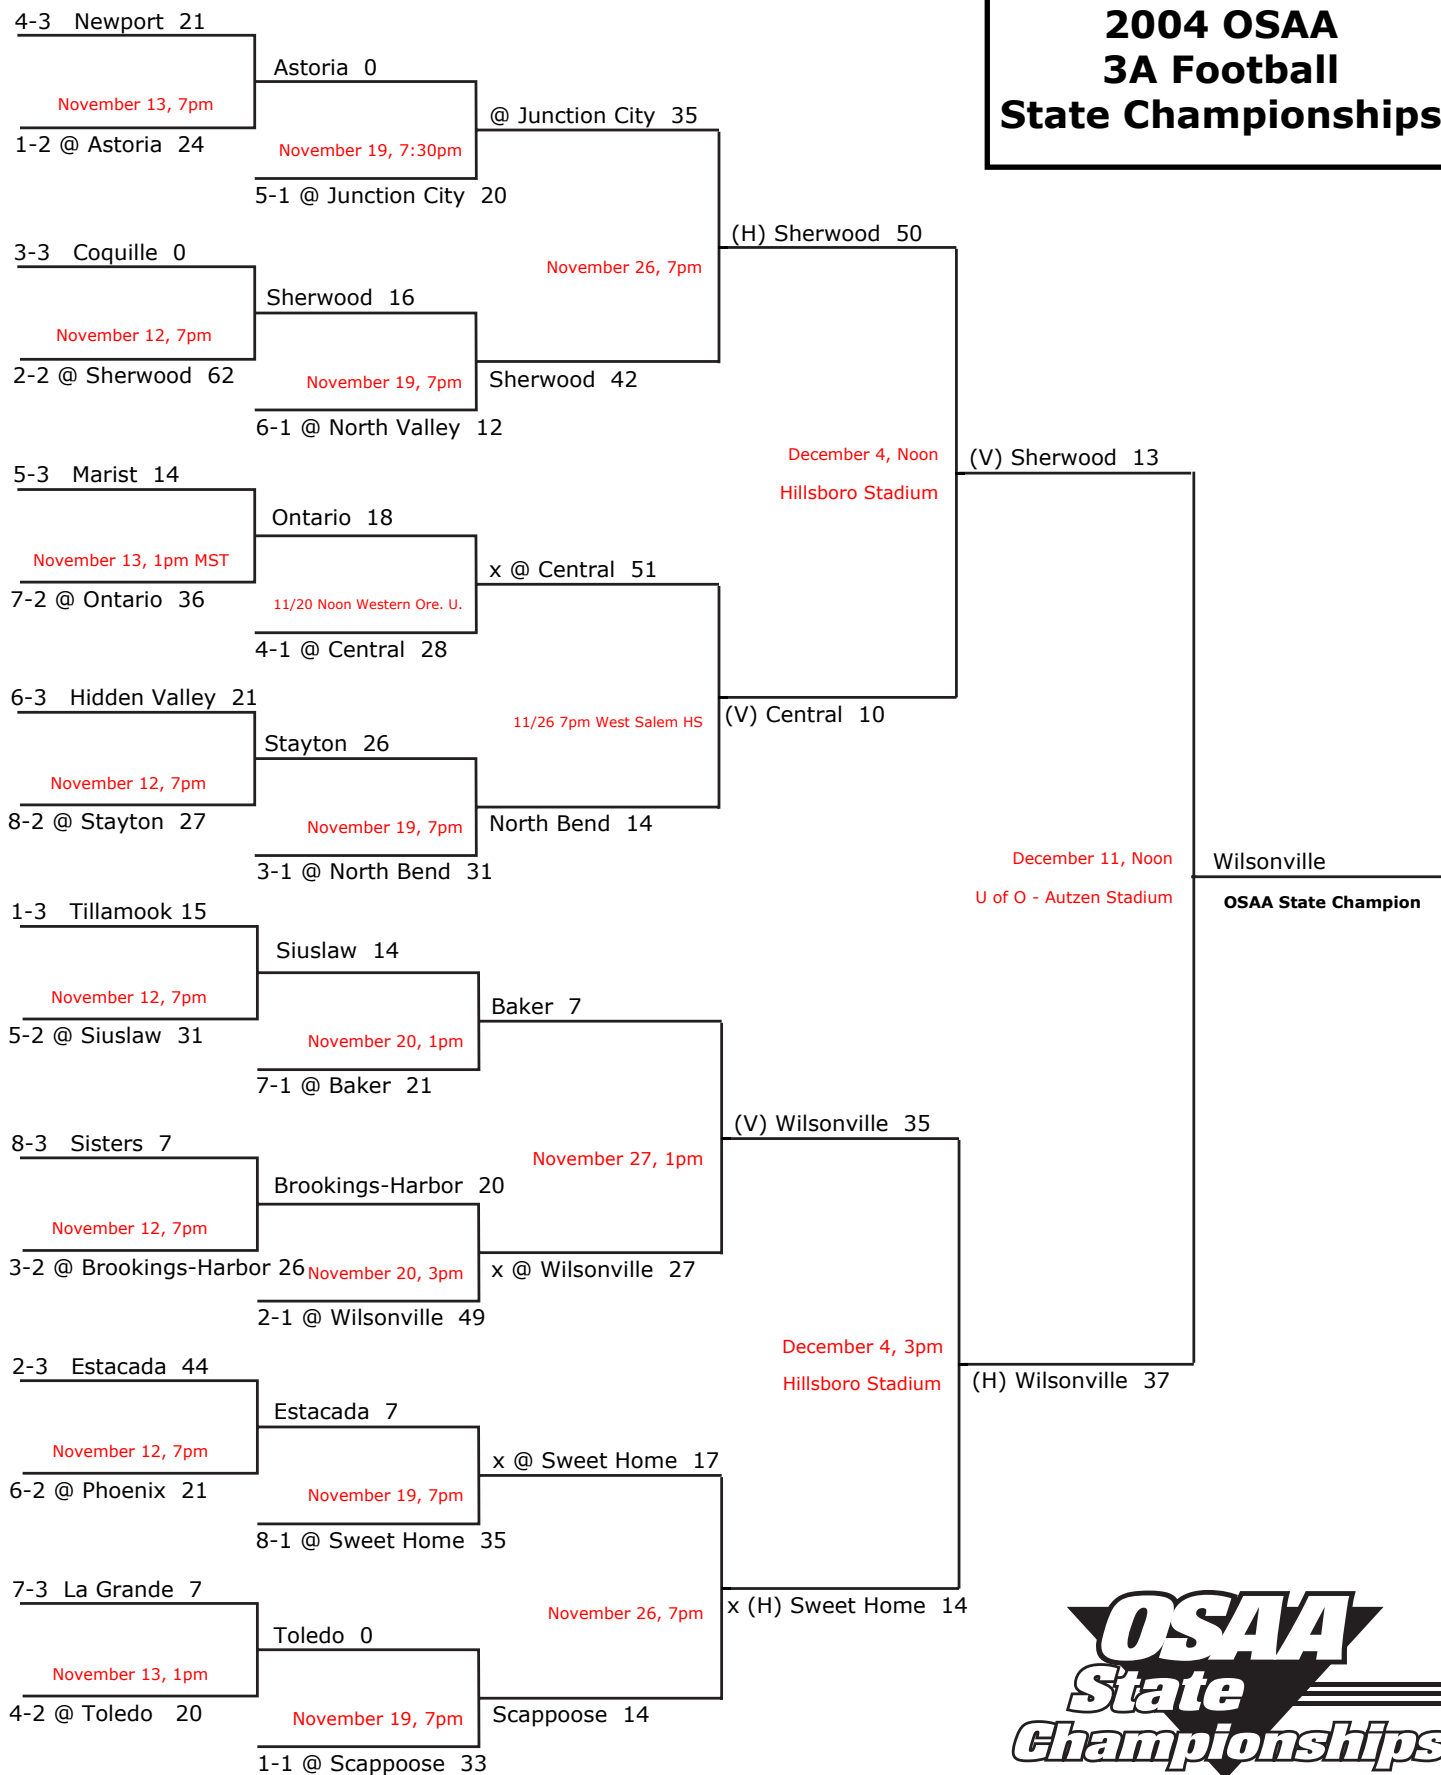 2004 OSAA
3A Football
State Championships
4-3 Newport 21
November 13, 7pm
1-2 @ Astoria 24
Astoria 0
November 19, 7:30pm
5-1 @ Junction City 20
@ Junction City 35
3-3 Coquille 0
November 12, 7pm
2-2 @ Sherwood 62
Sherwood 16
November 19, 7pm
6-1 @ North Valley 12
Sherwood 42
November 26, 7pm
(H) Sherwood 50
5-3 Marist 14
November 13, 1pm MST
7-2 @ Ontario 36
Ontario 18
11/20 Noon Western Ore. U.
4-1 @ Central 28
x @ Central 51
6-3 Hidden Valley 21
November 12, 7pm
8-2 @ Stayton 27
Stayton 26
November 19, 7pm
3-1 @ North Bend 31
North Bend 14
11/26 7pm West Salem HS
(V) Central 10
December 4, Noon
Hillsboro Stadium
(V) Sherwood 13
1-3 Tillamook 15
November 12, 7pm
5-2 @ Siuslaw 31
Siuslaw 14
November 20, 1pm
7-1 @ Baker 21
Baker 7
8-3 Sisters 7
November 12, 7pm
3-2 @ Brookings-Harbor 26
Brookings-Harbor 20
November 20, 3pm
2-1 @ Wilsonville 49
x @ Wilsonville 27
November 27, 1pm
(V) Wilsonville 35
2-3 Estacada 44
November 12, 7pm
6-2 @ Phoenix 21
Estacada 7
November 19, 7pm
8-1 @ Sweet Home 35
x @ Sweet Home 17
7-3 La Grande 7
November 13, 1pm
4-2 @ Toledo 20
Toledo 0
November 19, 7pm
1-1 @ Scappoose 33
Scappoose 14
November 26, 7pm
x (H) Sweet Home 14
December 4, 3pm
Hillsboro Stadium
(H) Wilsonville 37
December 11, Noon
U of O - Autzen Stadium
Wilsonville
OSAA State Champion
OSAA
State
Championships